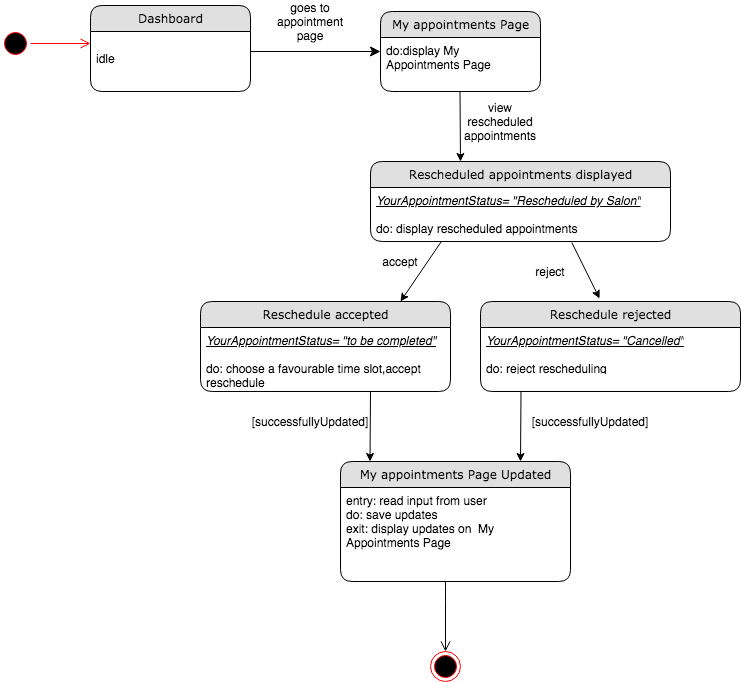 Dashboard
idle
goes to
appointment
page
My appointments Page
do:display My
Appointments Page
view
rescheduled
appointments
Rescheduled appointments displayed
YourAppointmentStatus= "Rescheduled by Salon"
do: display rescheduled appointments
accept
reject
Reschedule accepted
YourAppointmentStatus= "to be completed"
do: choose a favourable time slot,accept
reschedule
Reschedule rejected
YourAppointmentStatus= "Cancelled"
do: reject rescheduling
[successfullyUpdated]
[successfullyUpdated]
My appointments Page Updated
entry: read input from user
do: save updates
exit: display updates on  My
Appointments Page